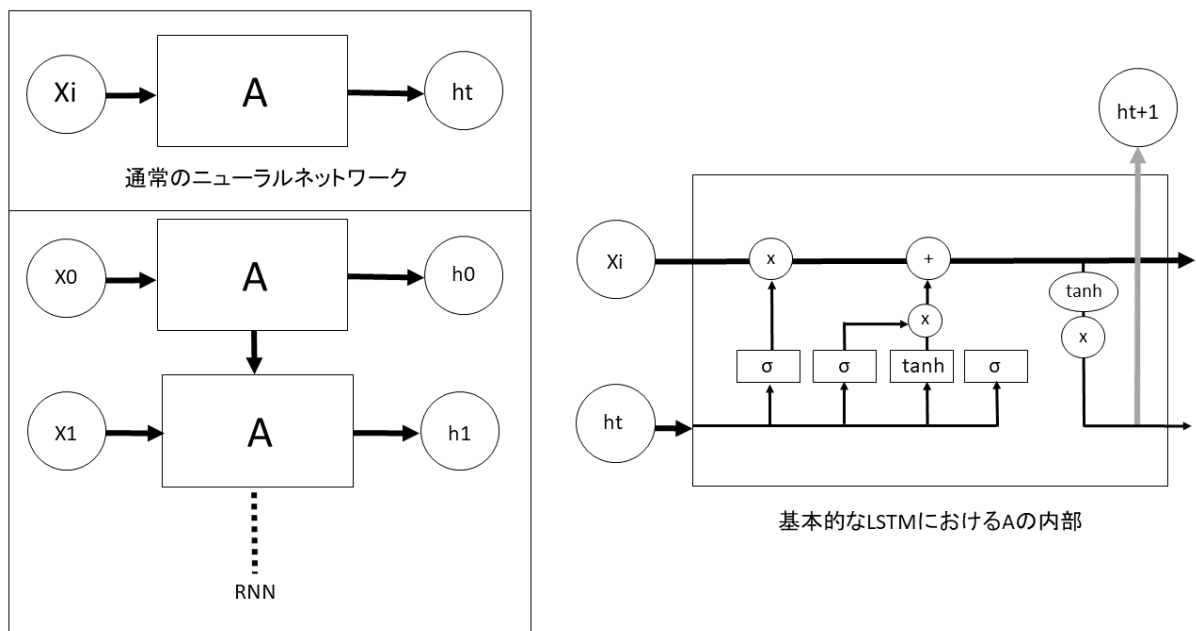 Xi
A
ht
通常のニューラルネットワーク
X0
A
h0
X1
A
h1
RNN
ht+1
Xi
x
+
tanh
x
x
σ
σ
tanh
σ
ht
基本的なLSTMにおけるAの内部